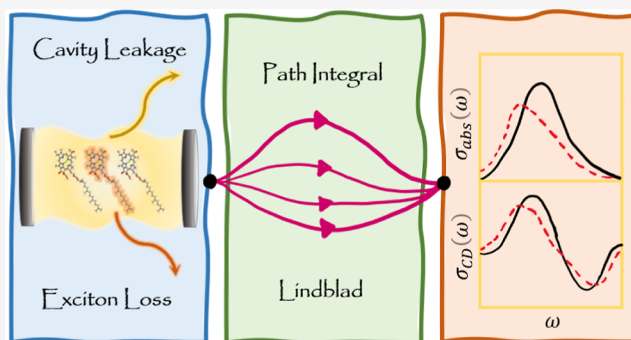 Cavity Leakage
Exciton Loss
Path Integral
Lindblad
σabs(ω)
σCD(ω)
ω